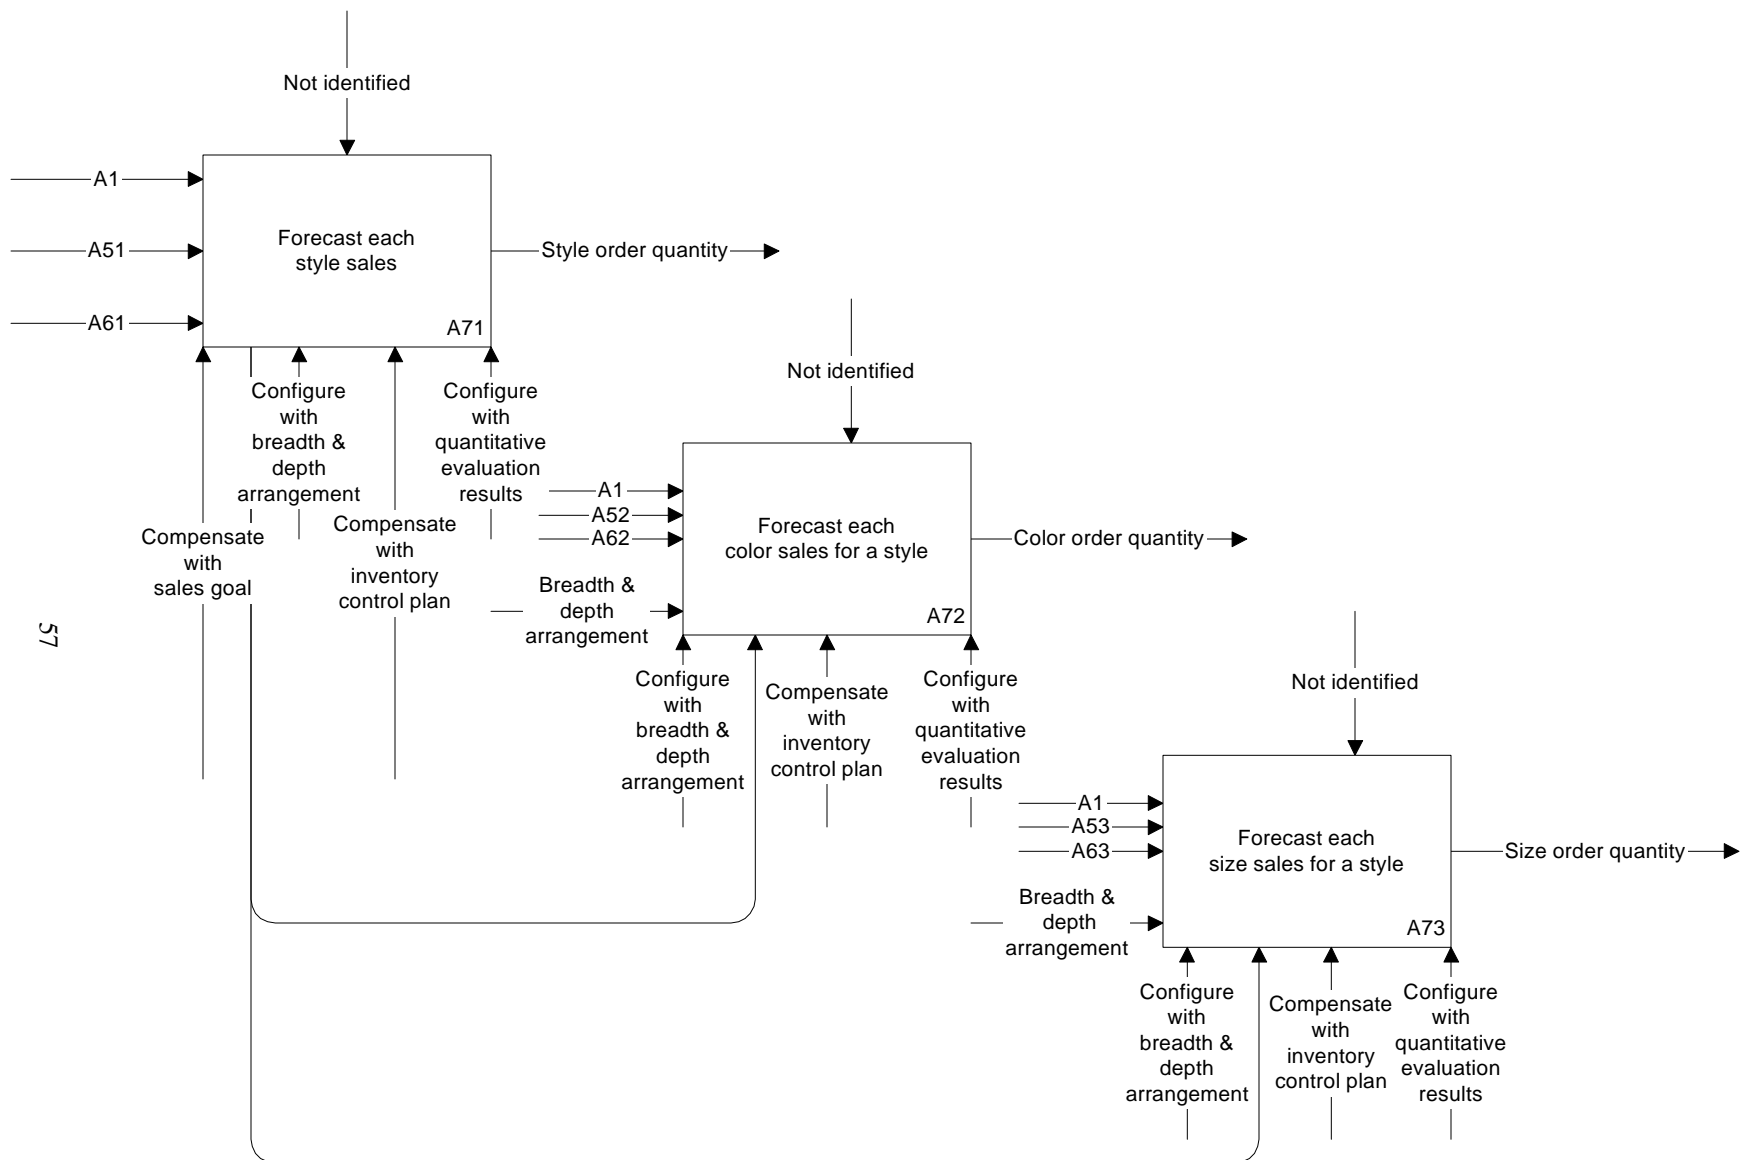 Not identified
A1
A51
A61
Forecast each
style sales
A71
Style order quantity
Configure
with
breadth &
depth
arrangement
Configure
with
quantitative
evaluation
results
Compensate
with
sales goal
Compensate
with
inventory
control plan
Not identified
A1
A52
A62
Breadth &
depth
arrangement
Forecast each
color sales for a style
A72
Color order quantity
Configure
with
breadth &
depth
arrangement
Compensate
with
inventory
control plan
Configure
with
quantitative
evaluation
results
57
Not identified
A1
A53
A63
Breadth &
depth
arrangement
Forecast each
size sales for a style
A73
Size order quantity
Configure
with
breadth &
depth
arrangement
Compensate
with
inventory
control plan
Configure
with
quantitative
evaluation
results